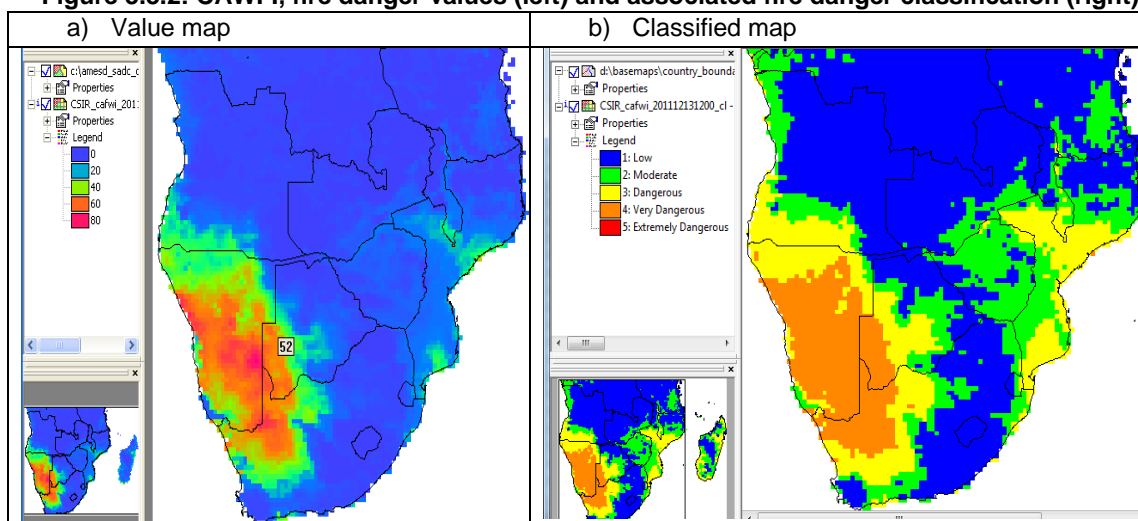 Figure 3.3.2: CAWFI, fire danger values (left) and associated fire danger classification (right)
a) Value map
b) Classified map
x
c:\amesd_sadc_c
Properties
CSIR_cafwi_2011
Properties
Legend
0
20
40
60
80
52
x
d:\basemaps\country_bounda
Properties
CSIR_cafwi_201112131200_cl -
Properties
Legend
1: Low
2: Moderate
3: Dangerous
4: Very Dangerous
5: Extremely Dangerous
x
x